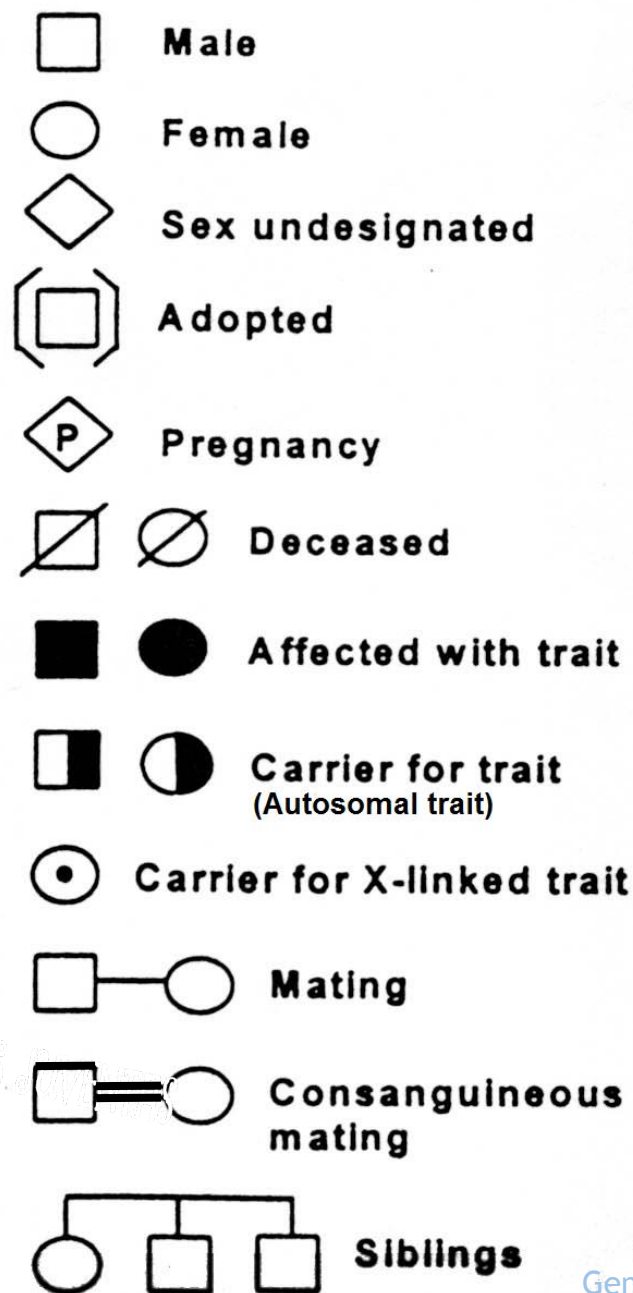 Male
Female
Sex undesignated
Adopted
P Pregnancy
Deceased
Affected with trait
Carrier for trait
(Autosomal trait)
Carrier for X-linked trait
Mating
Consanguineous
mating
Siblings
Gen